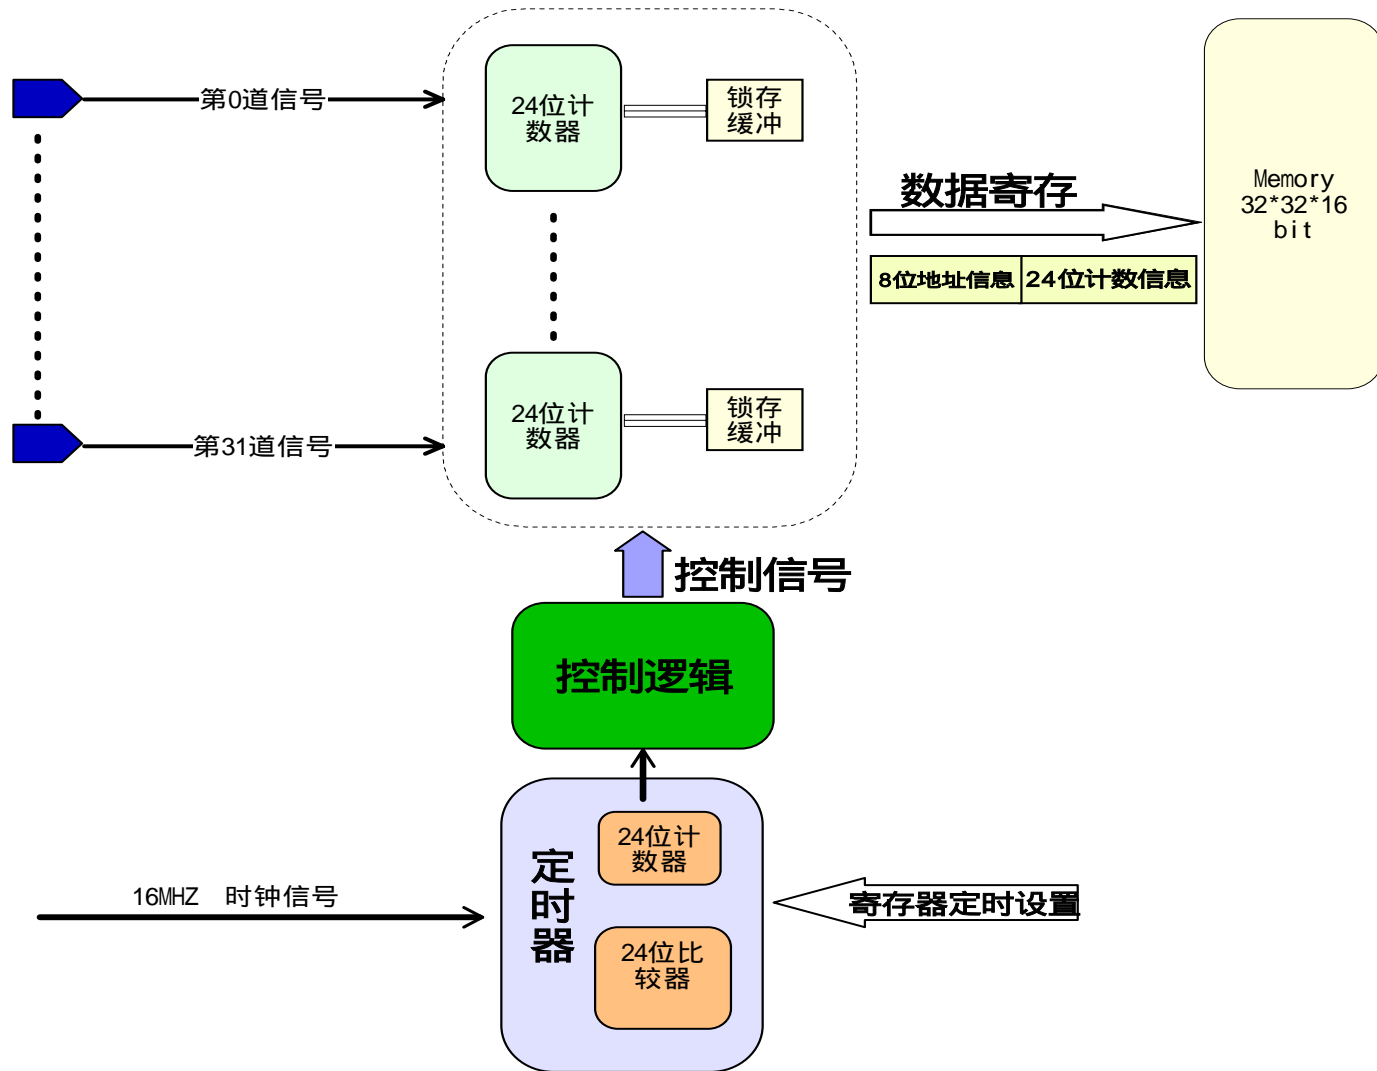 第0道信号
24位计
数器
锁存
缓冲
数据寄存
Memory
32*32*16
bit
8位地址信息
24位计数信息
第31道信号
24位计
数器
锁存
缓冲
控制信号
控制逻辑
16MHZ 时钟信号
定
时
器
24位计
数器
24位比
较器
寄存器定时设置